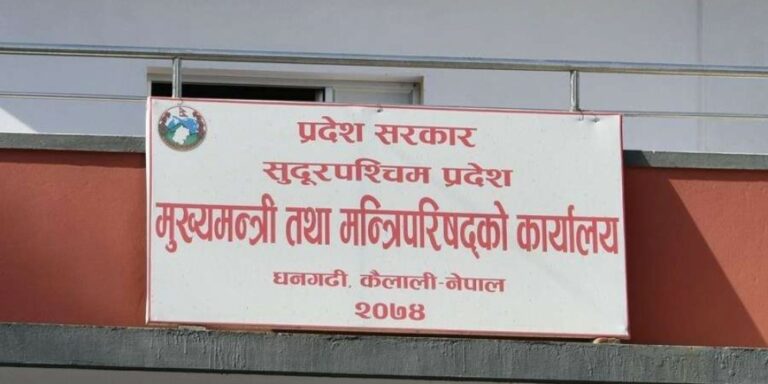 प्रदेश सरकार
सुदूरपश्चिम प्रदेश
मुख्यमन्त्री तथा मन्त्रिपरिषद्को कार्यालय
धनगढी, कैलाली-नेपाल
२०७४